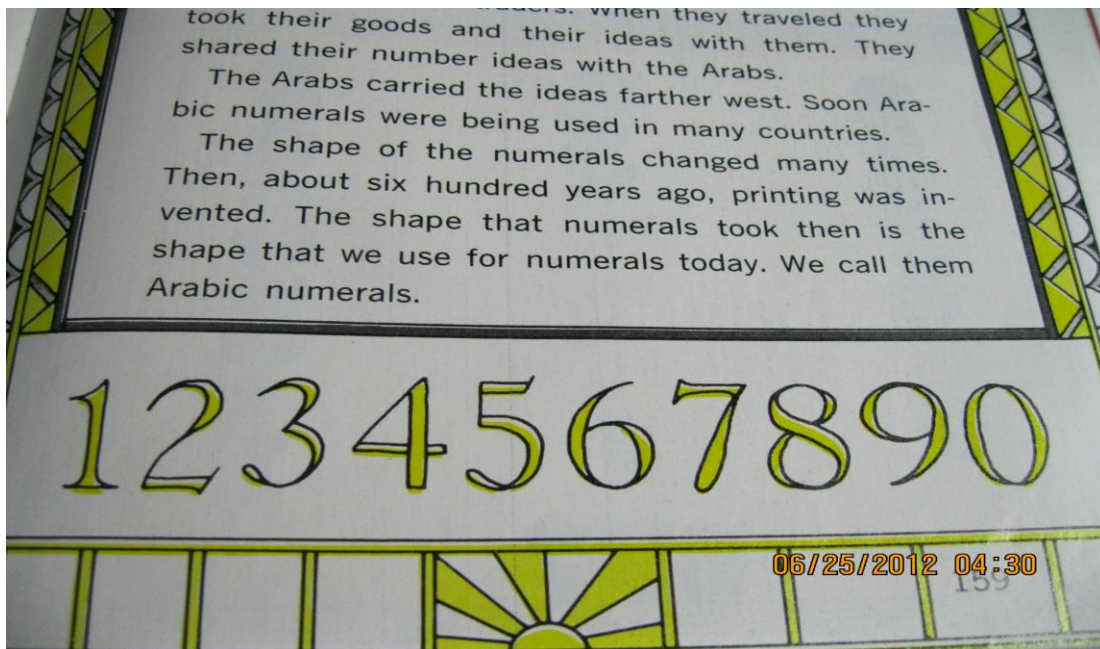 When they traveled they
took their goods and their ideas with them. They
shared their number ideas with the Arabs.
The Arabs carried the ideas farther west. Soon Ara-
bic numerals were being used in many countries.
The shape of the numerals changed many times.
Then, about six hundred years ago, printing was in-
vented. The shape that numerals took then is the
shape that we use for numerals today. We call them
Arabic numerals.
1234567890
06/25/2012 04:30
159